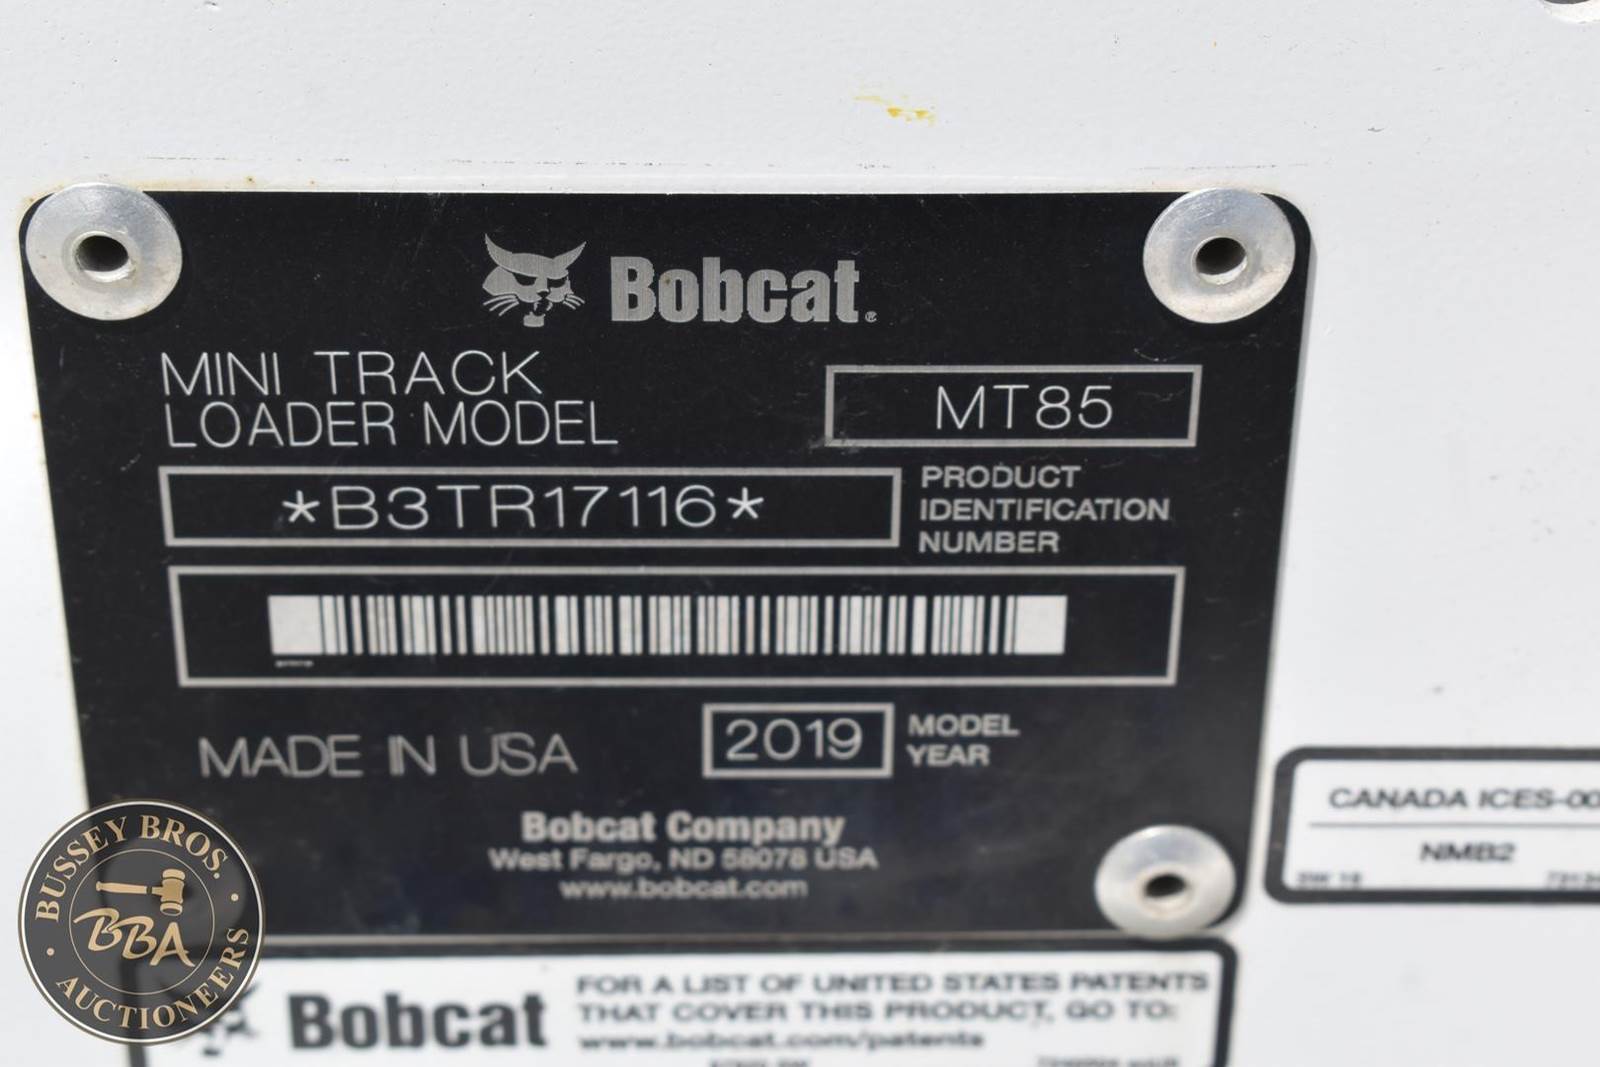 Bobcat®
MINI TRACK
LOADER MODEL
MT85
*B3TR17116*
PRODUCT
IDENTIFICATION
NUMBER
MADE IN USA
2019
MODEL
YEAR
Bobcat Company
West Fargo, ND 58078 USA
www.bobcat.com
CANADA ICES-00
NMB2
BUSSEY BROS.
BBA
AUCTIONEERS
Bobcat
FOR A LIST OF UNITED STATES PATENTS
THAT COVER THIS PRODUCT, GO TO:
www.bobcat.com/patents